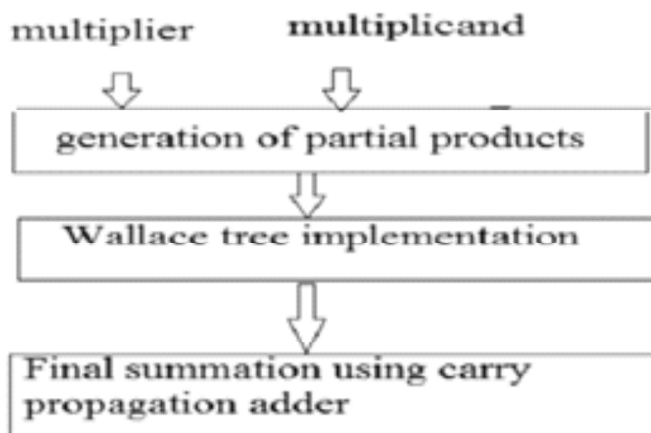 multiplier multiplicand
generation of partial products
Wallace tree implementation
Final summation using carry
propagation adder